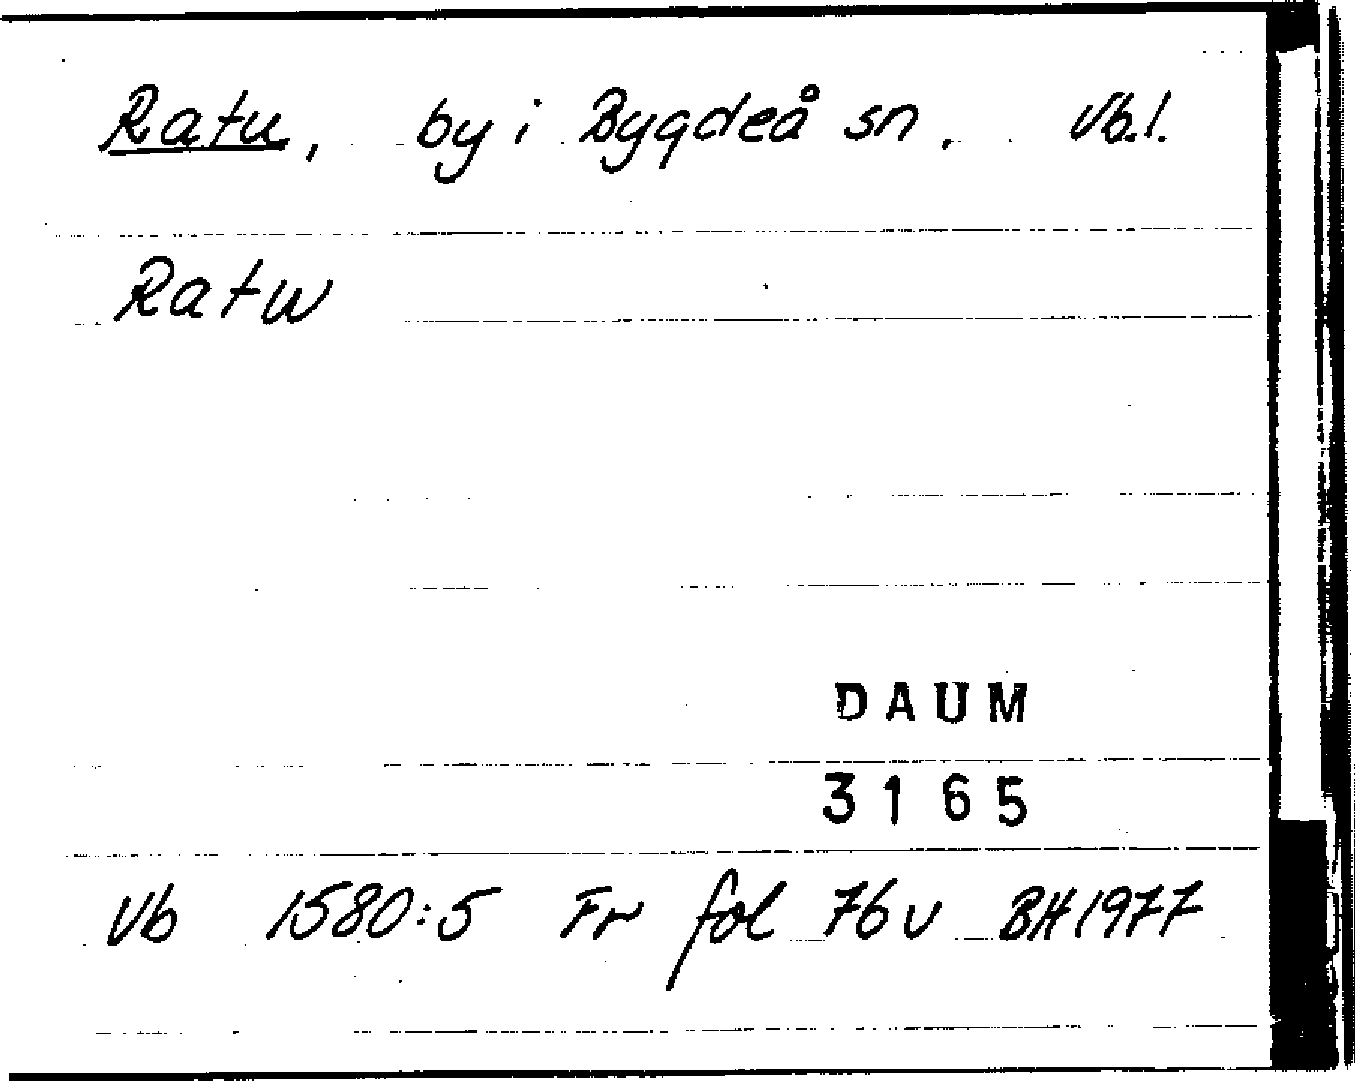 Ratu, by i Bygdeå sn. Vb.l.
Ratw
DAUM
3165
Vb 1580:5 Fr fol 76v BH1977